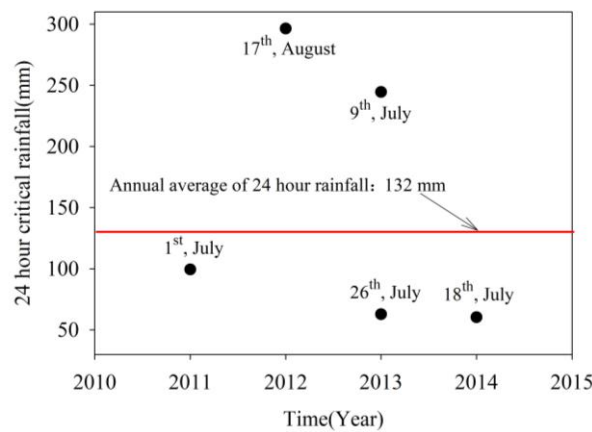 300
17th, August
250
9th, July
200
Annual average of 24 hour rainfall: 132 mm
150
1st, July
100
26th, July
18th, July
50
2010 2011 2012 2013 2014 2015
Time(Year)
24 hour critical rainfall(mm)